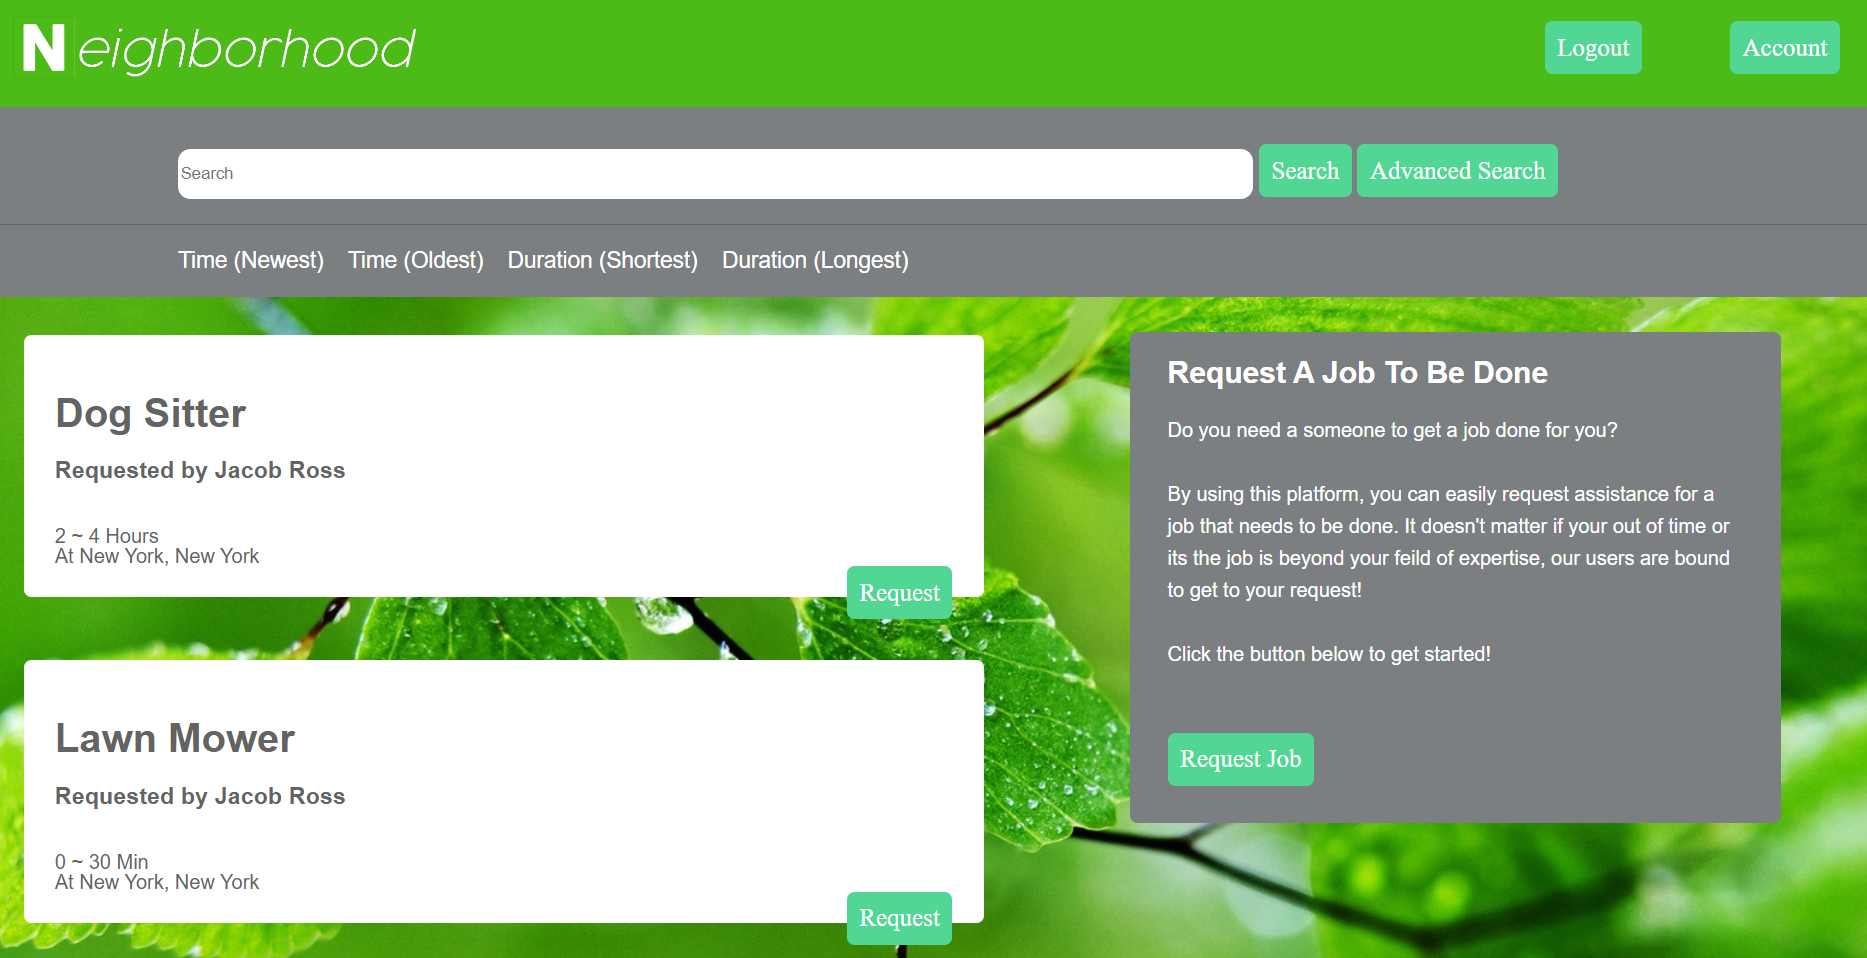 Neighborhood
Logout
Account
Search
Search
Advanced Search
Time (Newest)
Time (Oldest)
Duration (Shortest)
Duration (Longest)
Dog Sitter
Requested by Jacob Ross
2 ~ 4 Hours
At New York, New York
Request
Lawn Mower
Requested by Jacob Ross
0 ~ 30 Min
At New York, New York
Request
Request A Job To Be Done
Do you need a someone to get a job done for you?
By using this platform, you can easily request assistance for a
job that needs to be done. It doesn't matter if your out of time or
its the job is beyond your feild of expertise, our users are bound
to get to your request!
Click the button below to get started!
Request Job